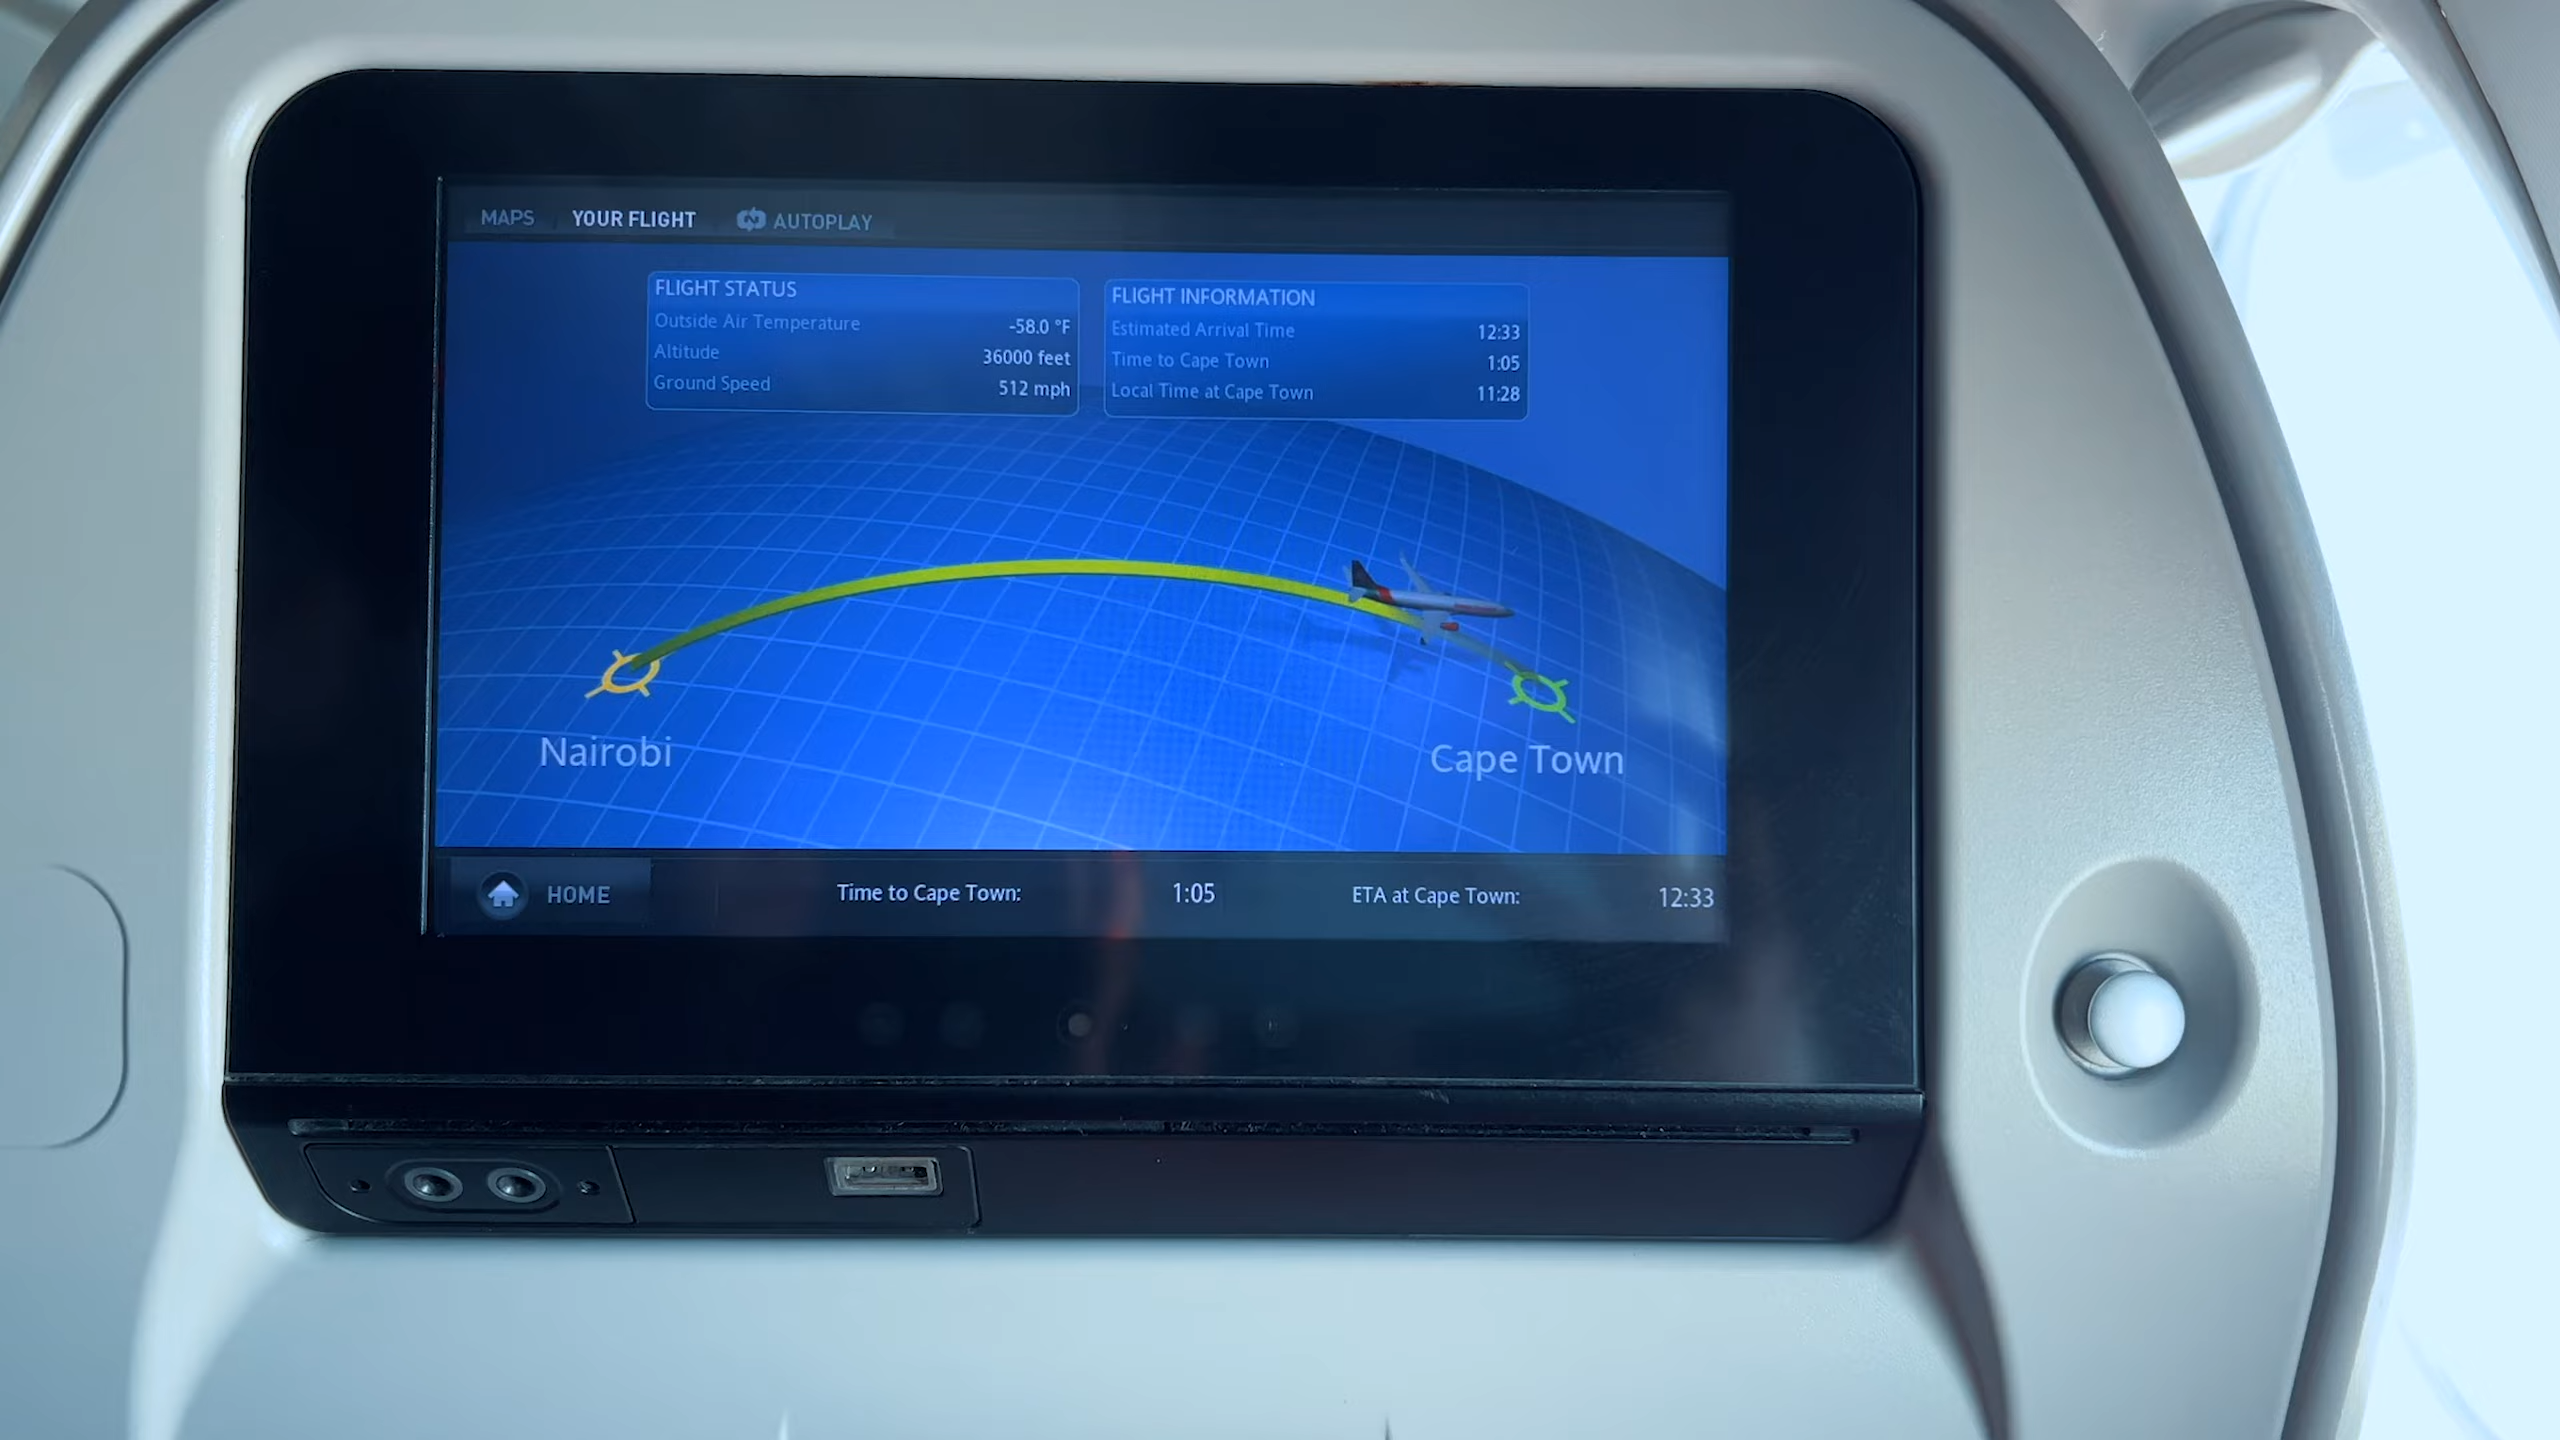 MAPS YOUR FLIGHT AUTOPLAY
FLIGHT STATUS
Outside Air Temperature -58.0 °F
Altitude 36000 feet
Ground Speed 512 mph
FLIGHT INFORMATION
Estimated Arrival Time 12:33
Time to Cape Town 1:05
Local Time at Cape Town 11:28
Nairobi
Cape Town
HOME Time to Cape Town: 1:05 ETA at Cape Town: 12:33